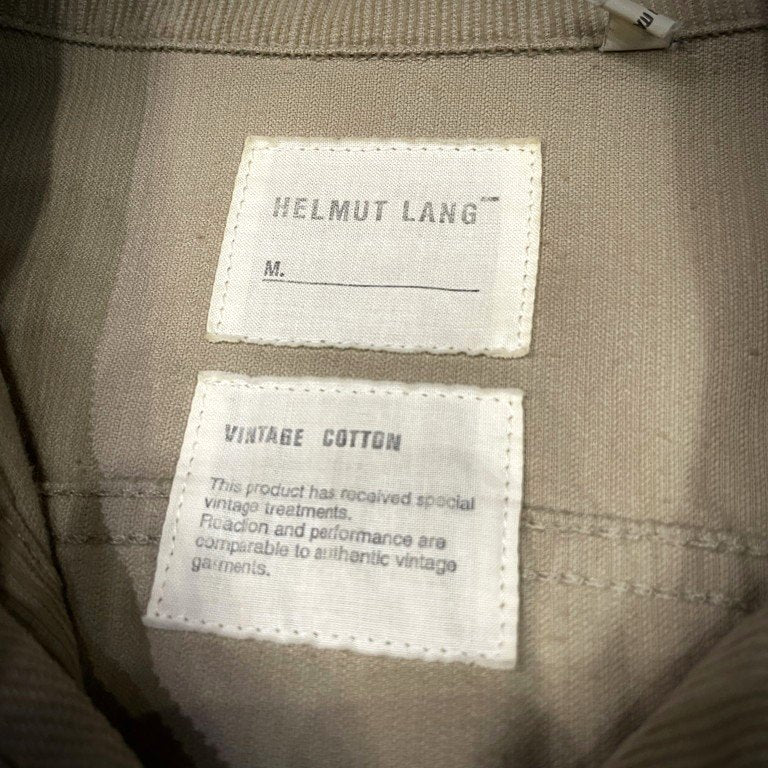 HELMUT LANG
M.
VINTAGE COTTON
This product has received special
vintage treatments.
Reaction and performance are
comparable to authentic vintage
garments.